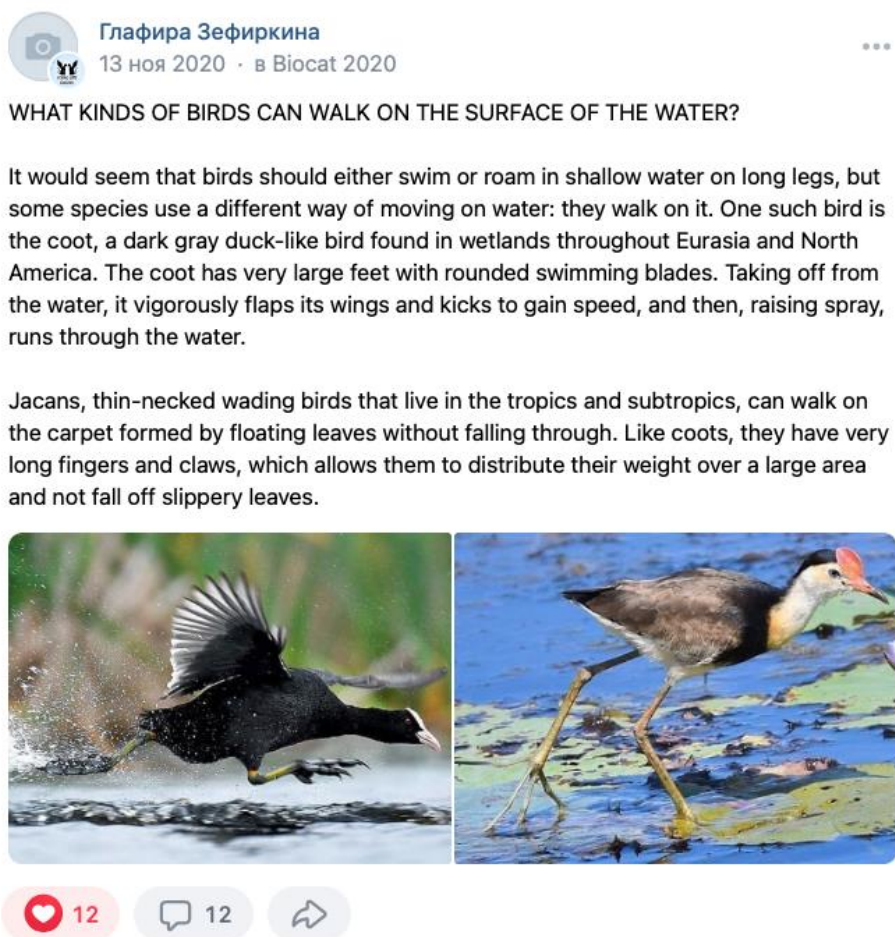 Глафира Зефиркина
13 ноя 2020 · в Biocat 2020
WHAT KINDS OF BIRDS CAN WALK ON THE SURFACE OF THE WATER?
It would seem that birds should either swim or roam in shallow water on long legs, but
some species use a different way of moving on water: they walk on it. One such bird is
the coot, a dark gray duck-like bird found in wetlands throughout Eurasia and North
America. The coot has very large feet with rounded swimming blades. Taking off from
the water, it vigorously flaps its wings and kicks to gain speed, and then, raising spray,
runs through the water.
Jacans, thin-necked wading birds that live in the tropics and subtropics, can walk on
the carpet formed by floating leaves without falling through. Like coots, they have very
long fingers and claws, which allows them to distribute their weight over a large area
and not fall off slippery leaves.
12
12